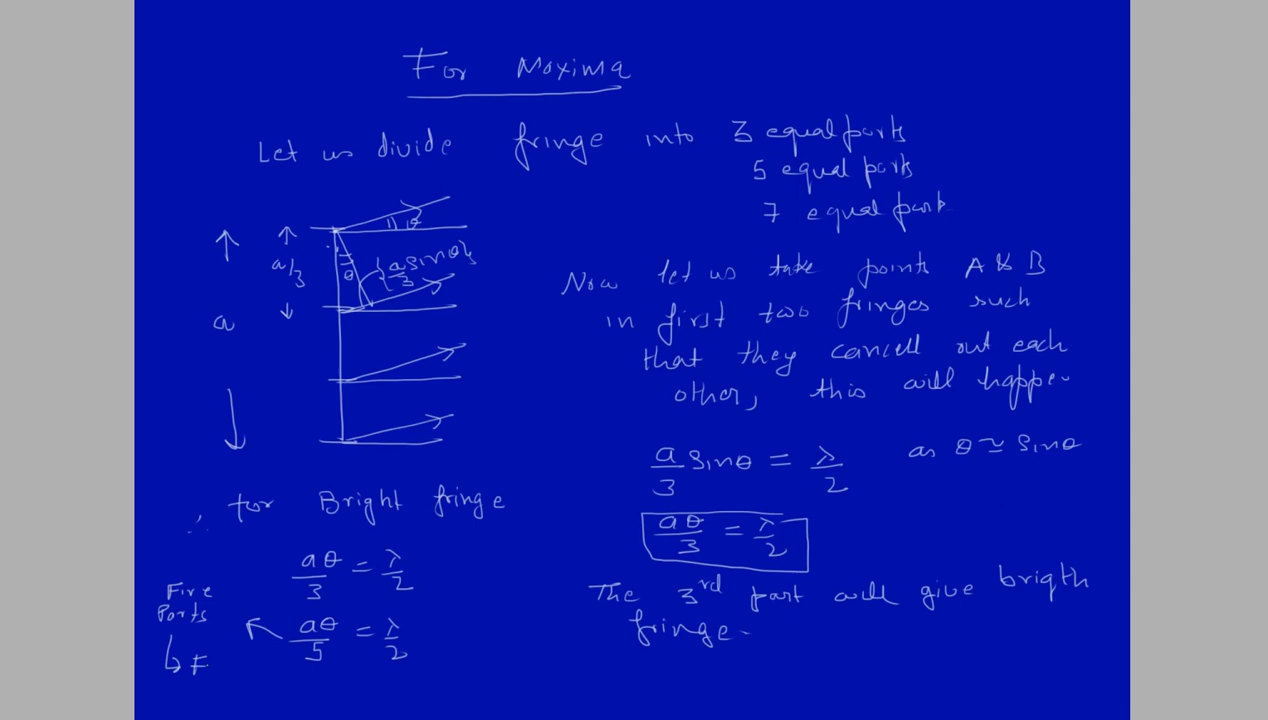 For Maxima
Let us divide fringe into 3 equal parts
5 equal parts
7 equal part
θ
a/3
θ
a sinθ
3
a
Now let us take points A & B
in first two fringes such
that they cancell out each
other, this will happe
a/3 sinθ = λ/2 as θ ≃ sinθ
aθ/3 = λ/2
The 3rd part will give brigth
fringe
∴ for Bright fringe
aθ/3 = λ/2
Five
Parts
aθ/5 = λ/2
F